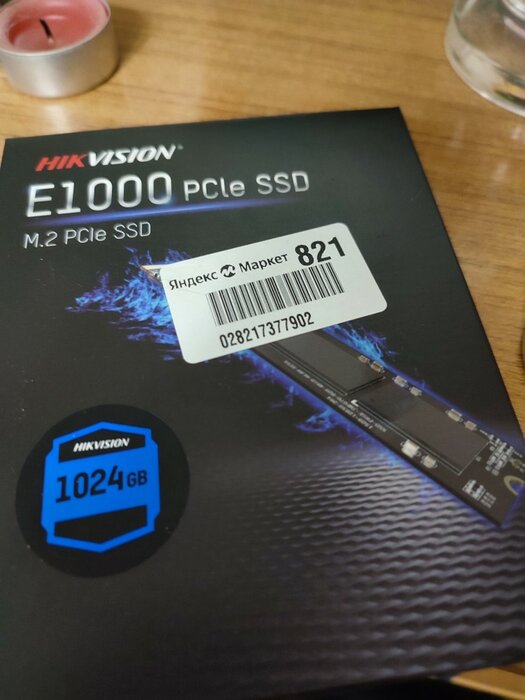 HIKVISION
E1000 PCIe SSD
M.2 PCIe SSD
Яндекс Маркет 821
028217377902
HIKVISION
1024GB